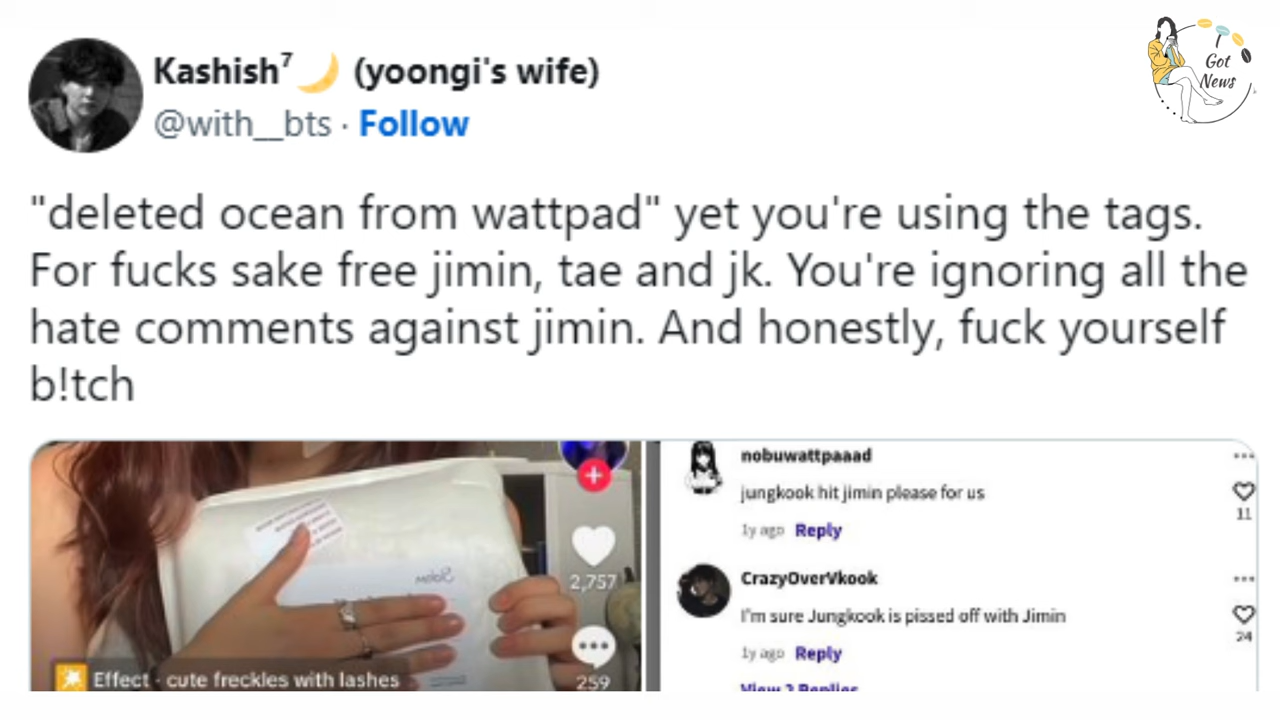 Got
News
Kashish⁷🌙 (yoongi's wife)
@with__bts · Follow
"deleted ocean from wattpad" yet you're using the tags.
For fucks sake free jimin, tae and jk. You're ignoring all the
hate comments against jimin. And honestly, fuck yourself
b!tch
2,757
259
Effect · cute freckles with lashes
nobuwattpaaad
jungkook hit jimin please for us
11
1y ago Reply
CrazyOverVkook
I'm sure Jungkook is pissed off with Jimin
24
1y ago Reply
View 2 Replies